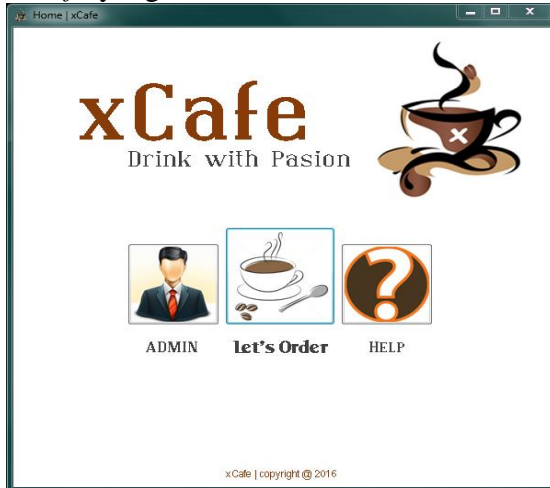 Home | xCafe
xCafe
Drink with Pasion
x
ADMIN
Let's Order
HELP
xCafe | copyright @ 2016